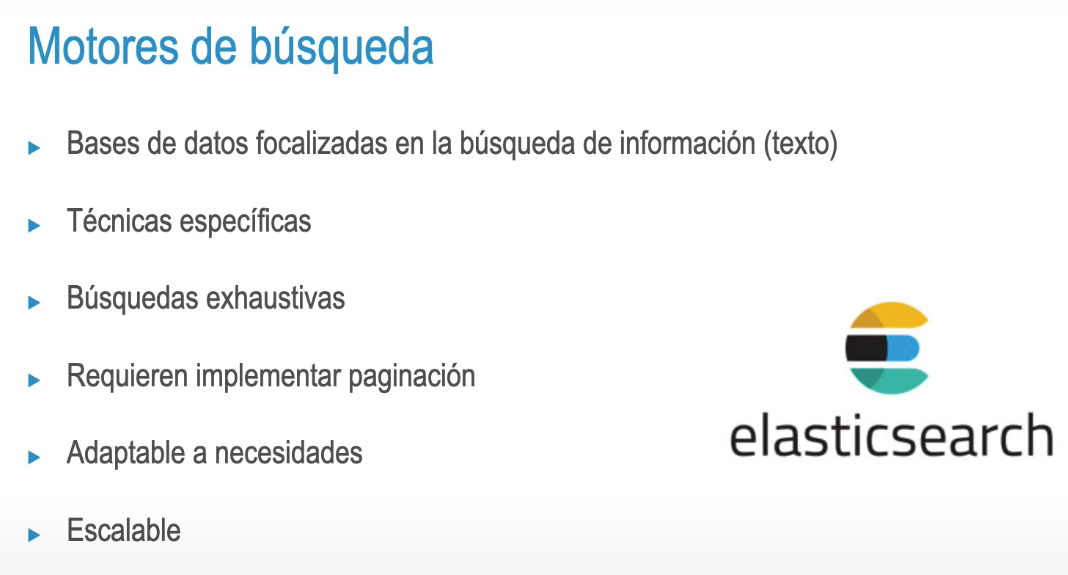 Motores de búsqueda
Bases de datos focalizadas en la búsqueda de información (texto)
Técnicas específicas
Búsquedas exhaustivas
Requieren implementar paginación
Adaptable a necesidades
Escalable
elasticsearch